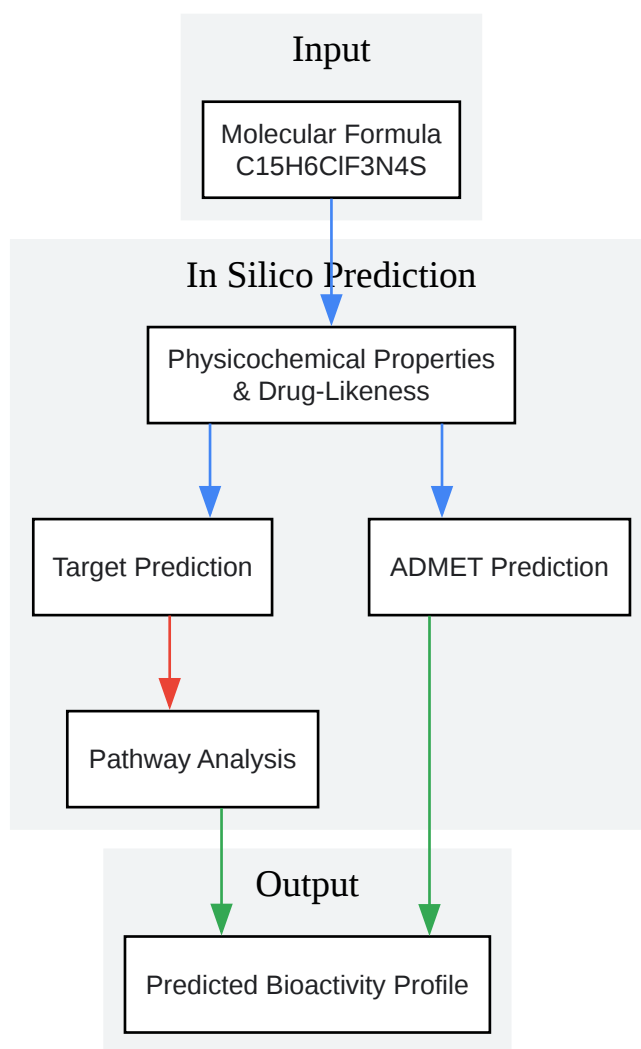 Input
Molecular Formula
C15H6ClF3N4S
In Silico Prediction
Physicochemical Properties
& Drug-Likeness
Target Prediction
ADMET Prediction
Pathway Analysis
Output
Predicted Bioactivity Profile